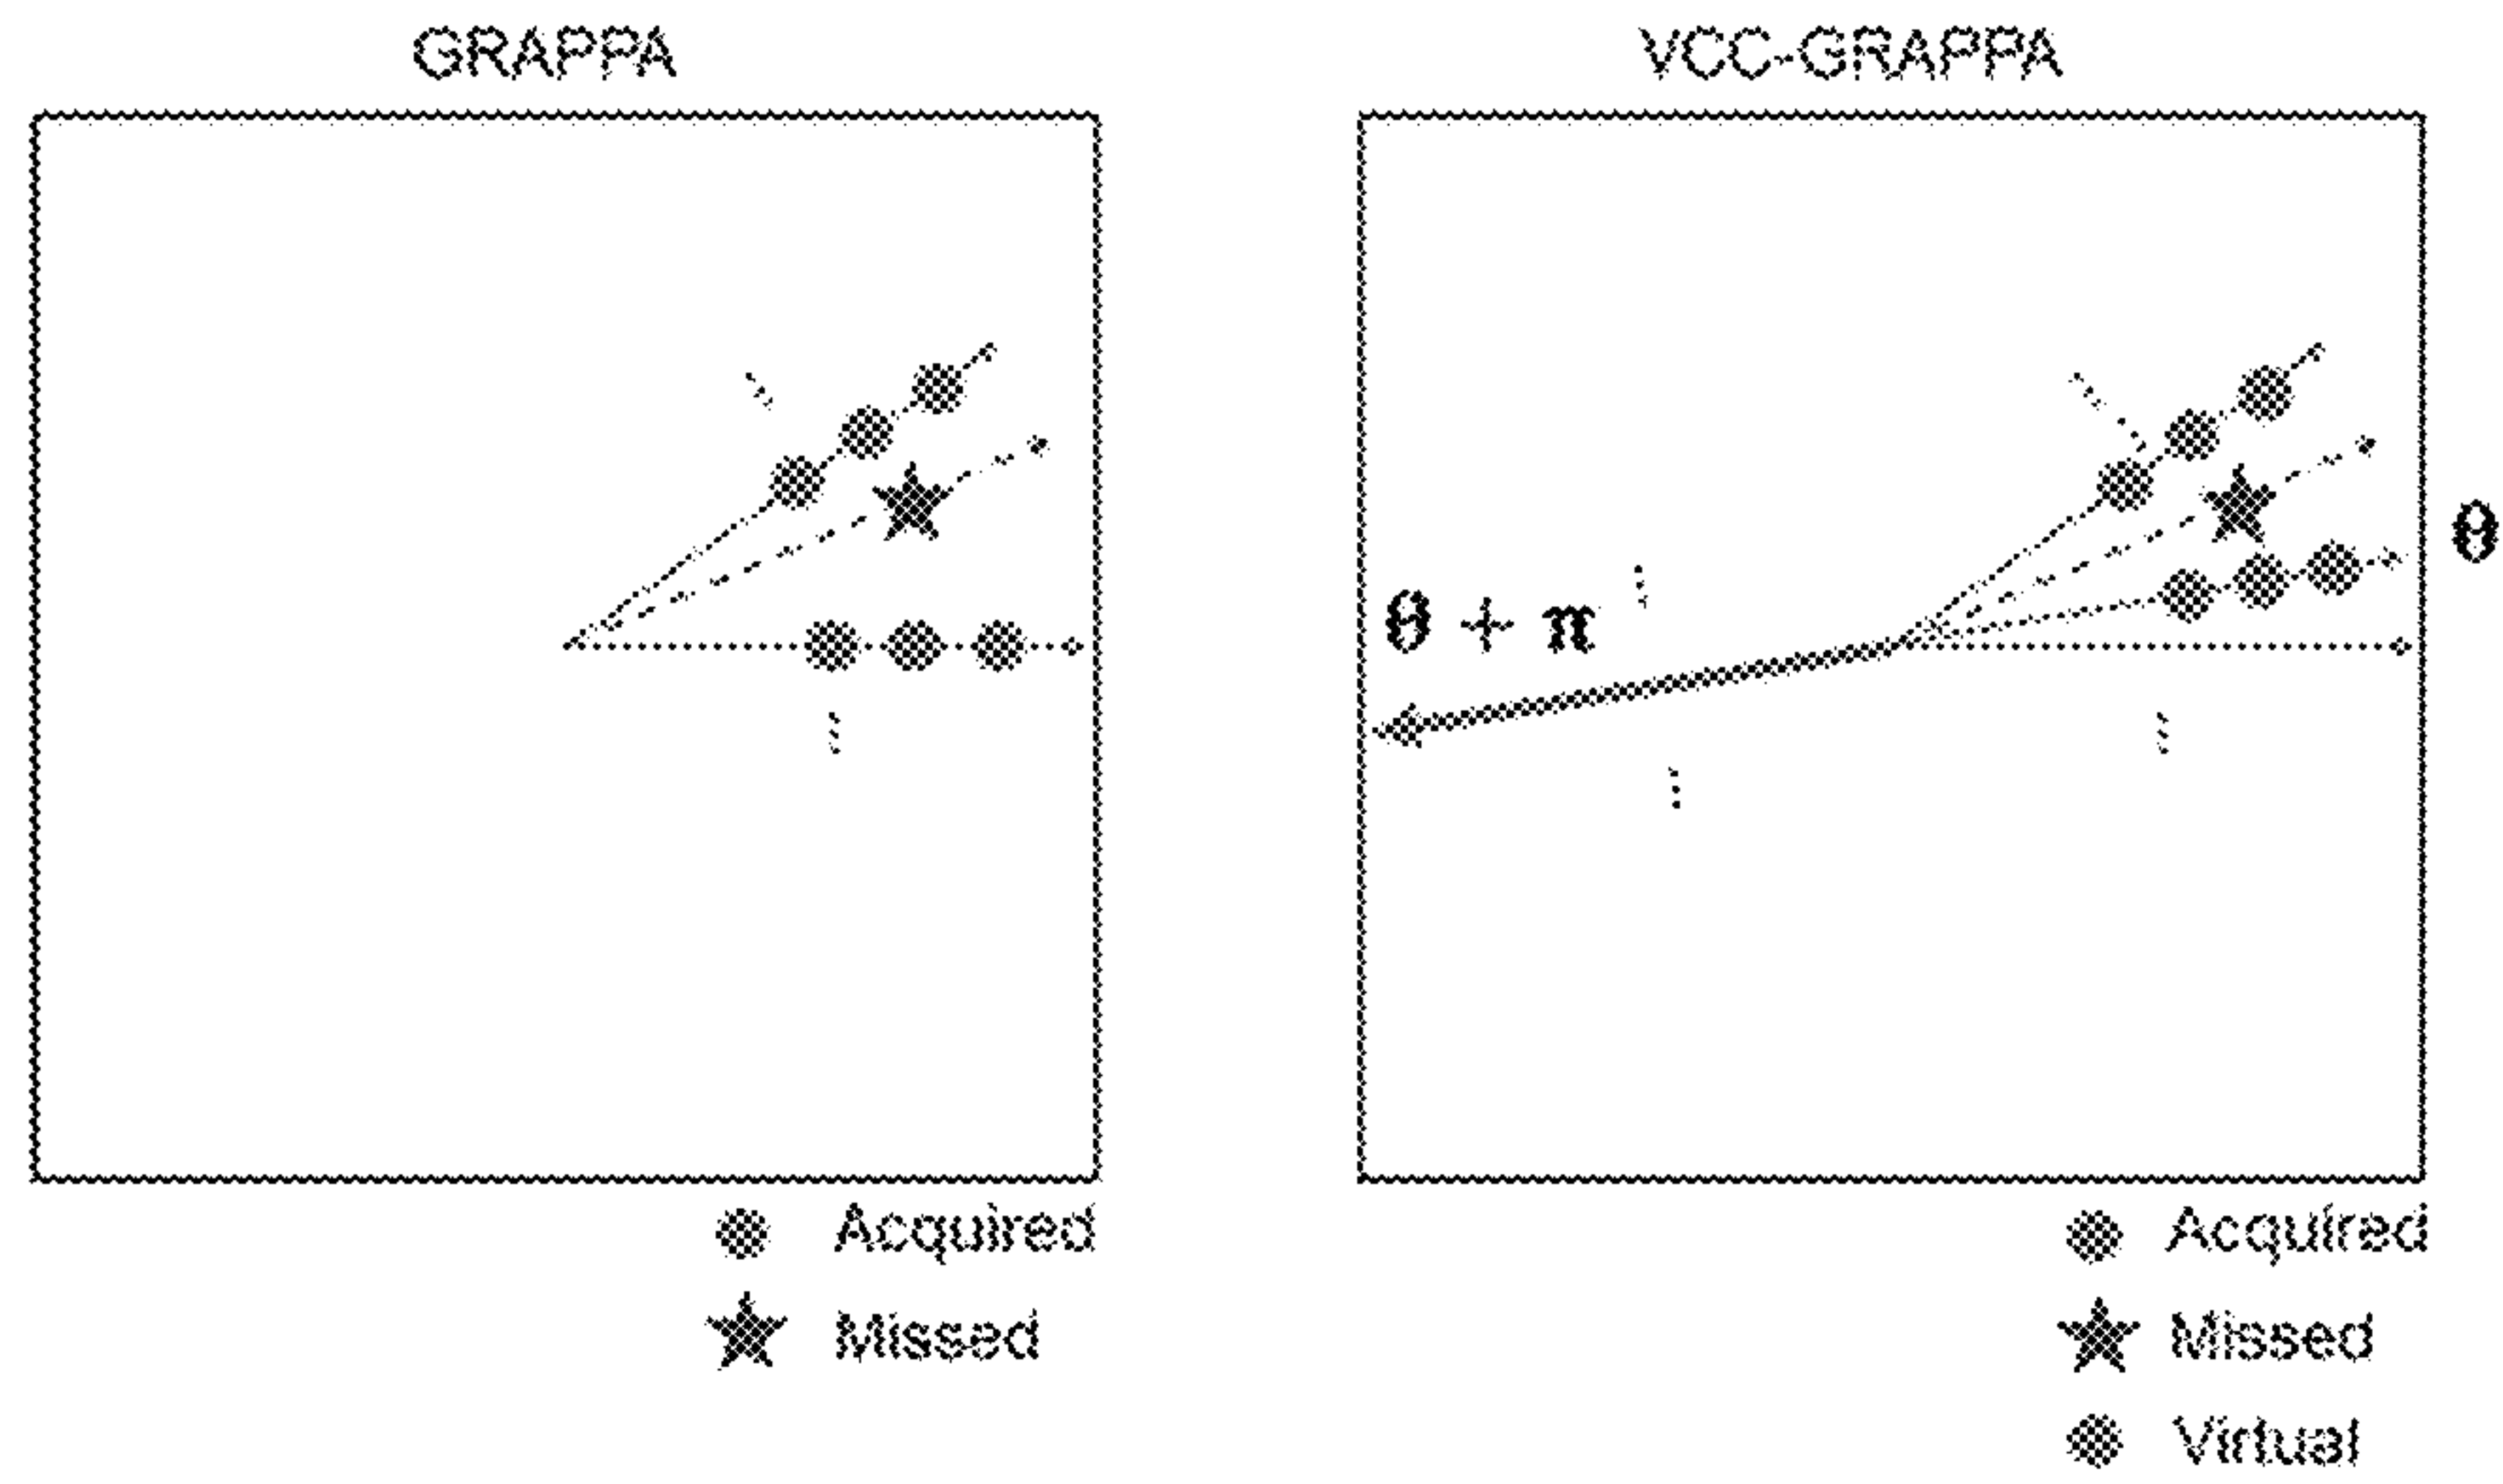 GRAPPA
VCC-GRAPPA
θ
θ + π
Acquired
Missed
Acquired
Missed
Virtual